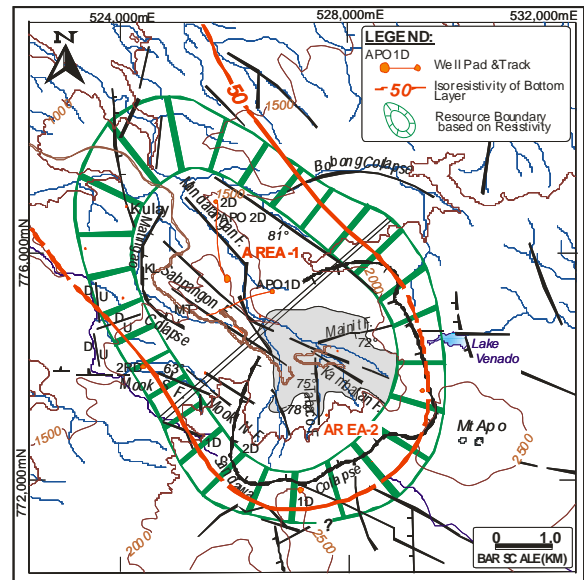 524,000mE
528,000mE
532,000mE
LEGEND:
APO1D
Well Pad & Track
50
Isoresistivity of Bottom
Layer
Resource Boundary
based on Resistivity
50
1500
Bobong Colapse
1500
2D
APO 2D
Kulay
Mandarangan F.
81°
776,000mN
AREA-1
Matingao
Sabpangon
APO1D
2000
Colapse
Mainit F.
72°
Lake
Venado
D
U
D
U
D
U
63°
Mook
F.
75°
Kambalan F.
78°
Mt Apo
AREA-2
1D
2D
1500
2500
772,000mN
Colapse
1D
?
2000
2500
0
1.0
BAR SCALE(KM)